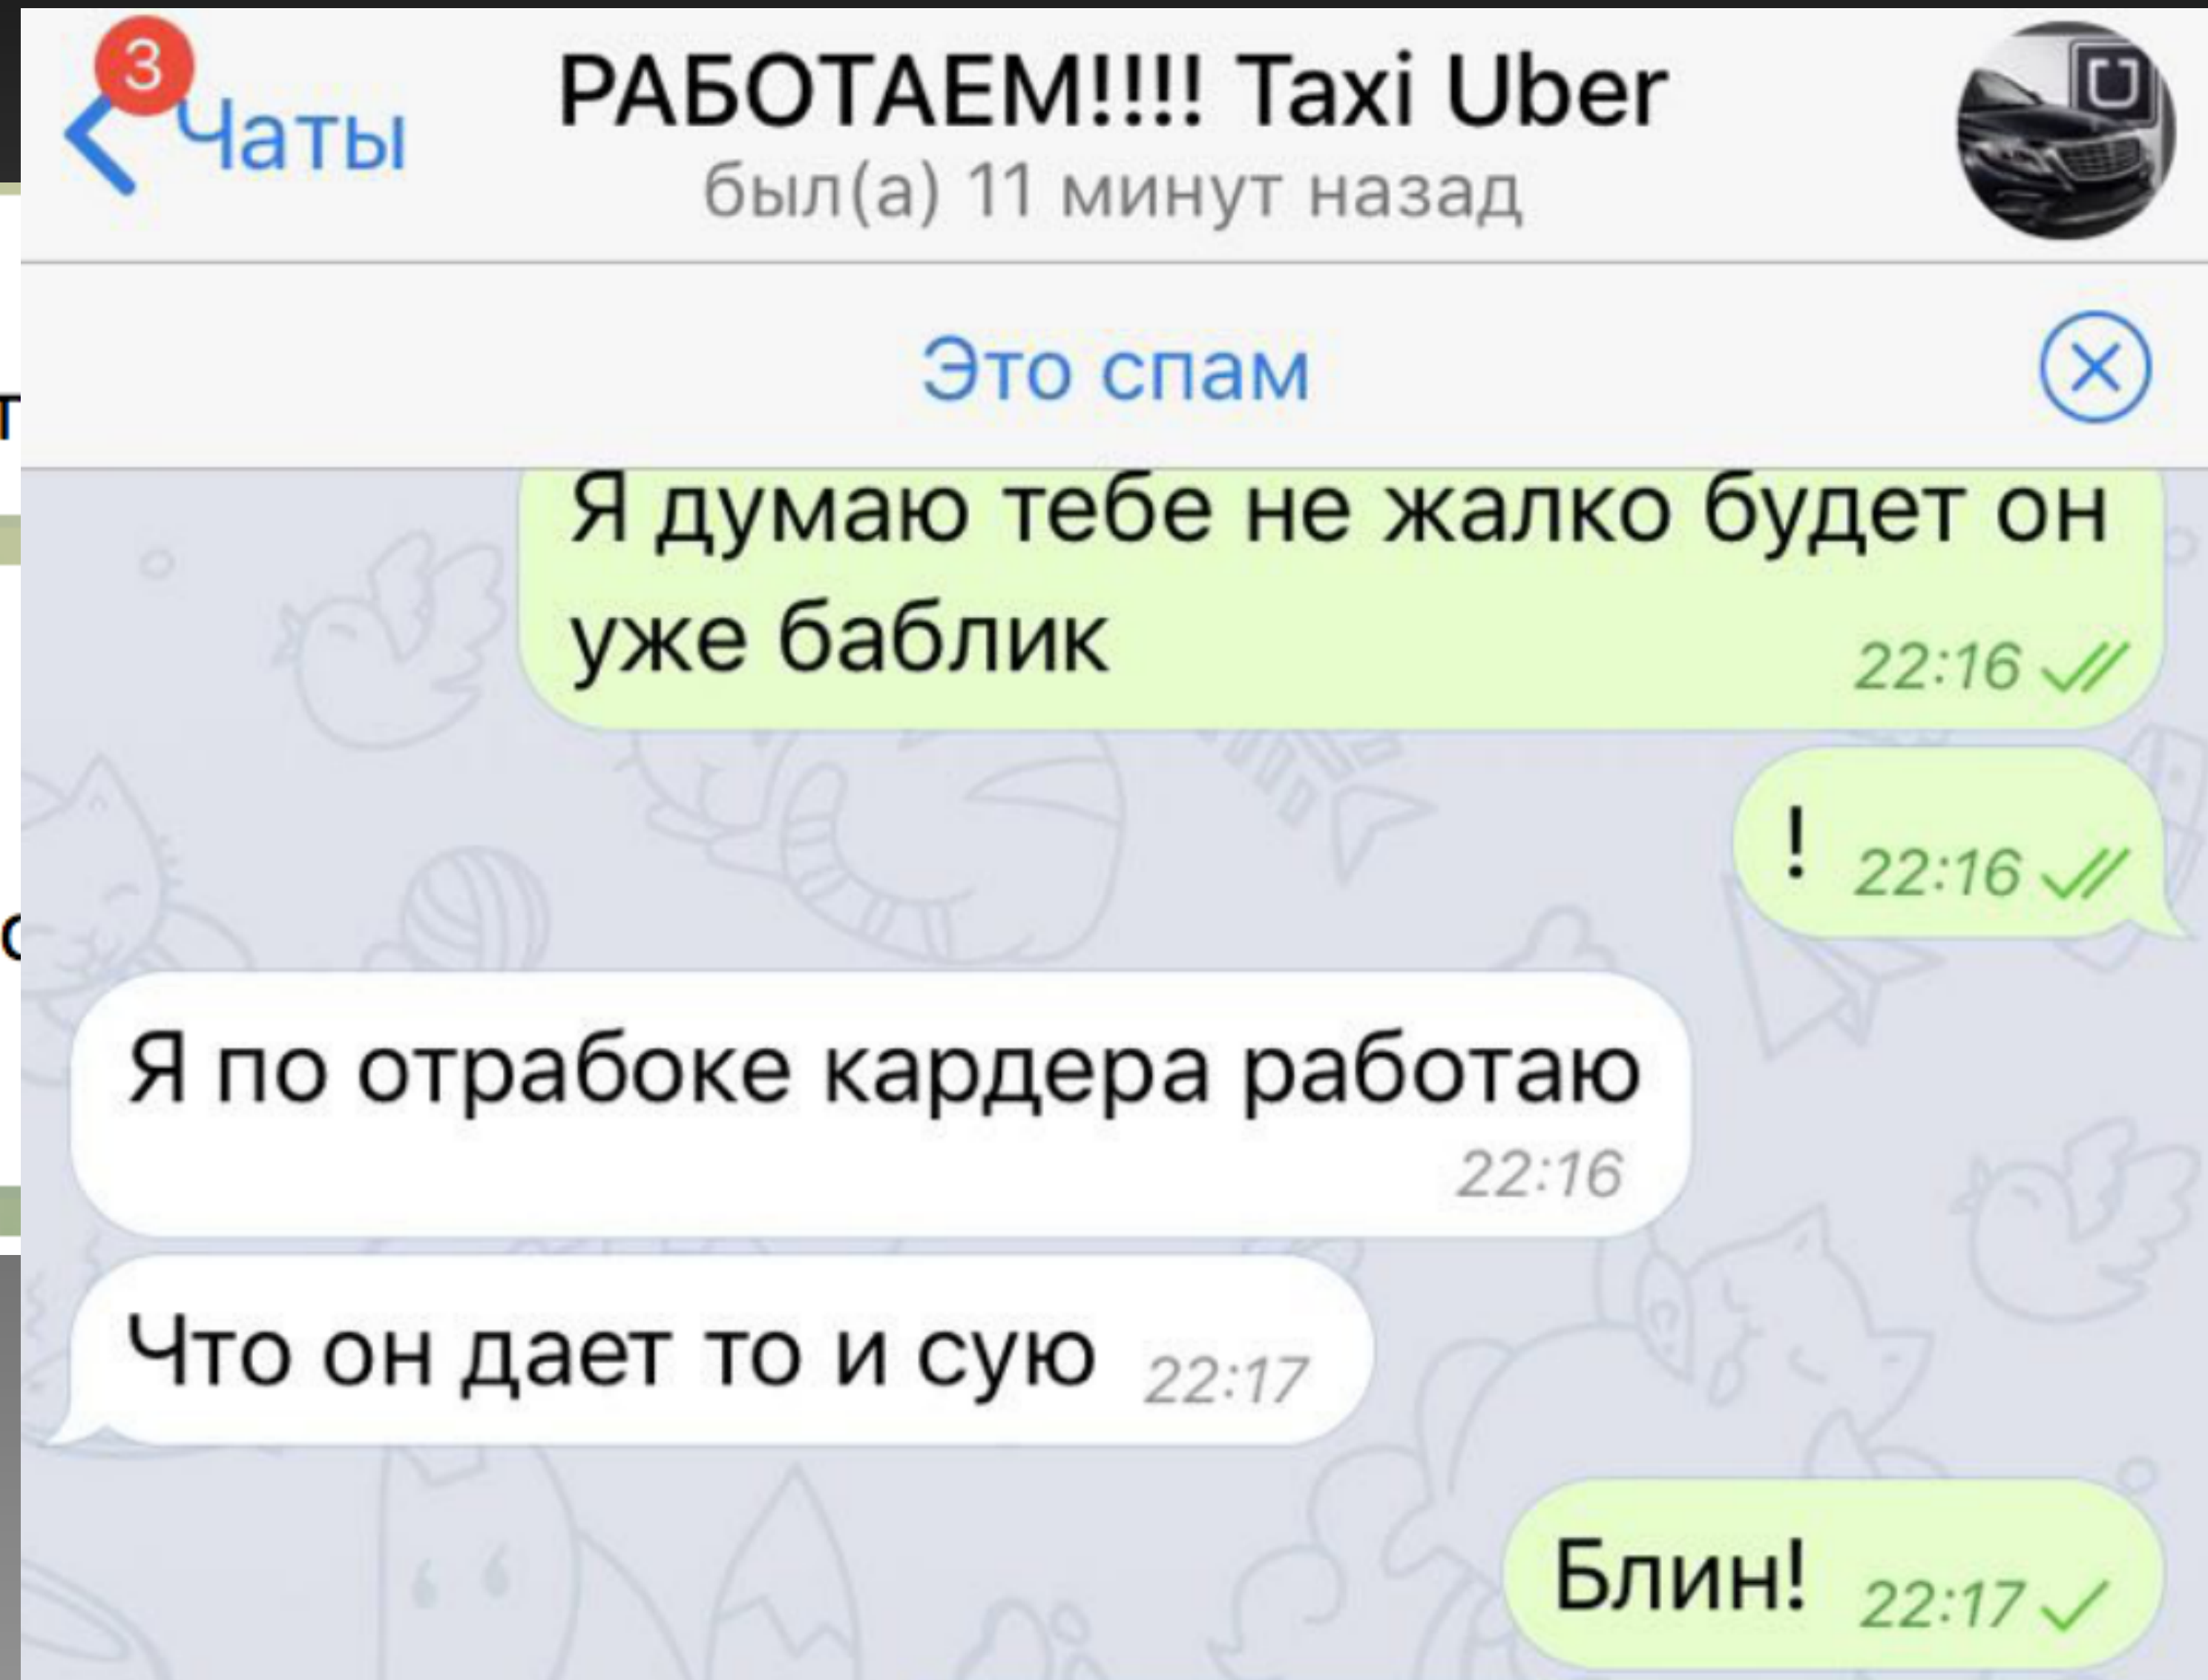 3
Чаты
РАБОТАЕМ!!!! Taxi Uber
был(а) 11 минут назад
Это спам
Я думаю тебе не жалко будет он
уже баблик
22:16
! 22:16
Я по отрабоке кардера работаю
22:16
Что он дает то и сую 22:17
Блин! 22:17